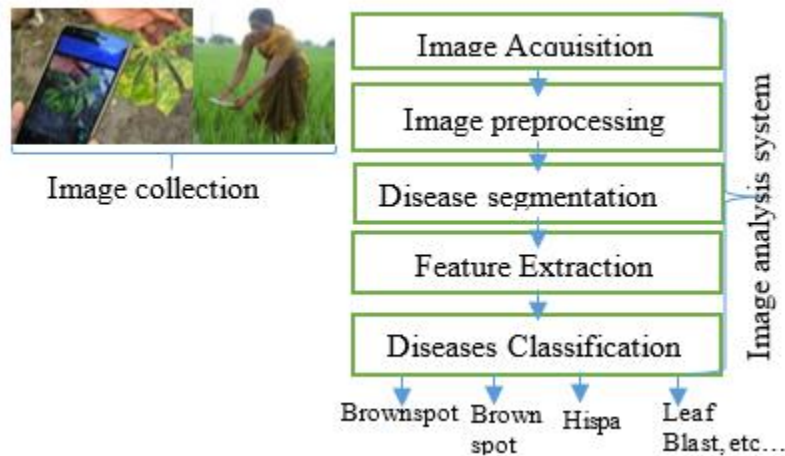 Image collection
Image Acquisition
Image preprocessing
Disease segmentation
Feature Extraction
Diseases Classification
Brownspot
Brown
spot
Hispa
Leaf
Blast, etc...
Image analysis system